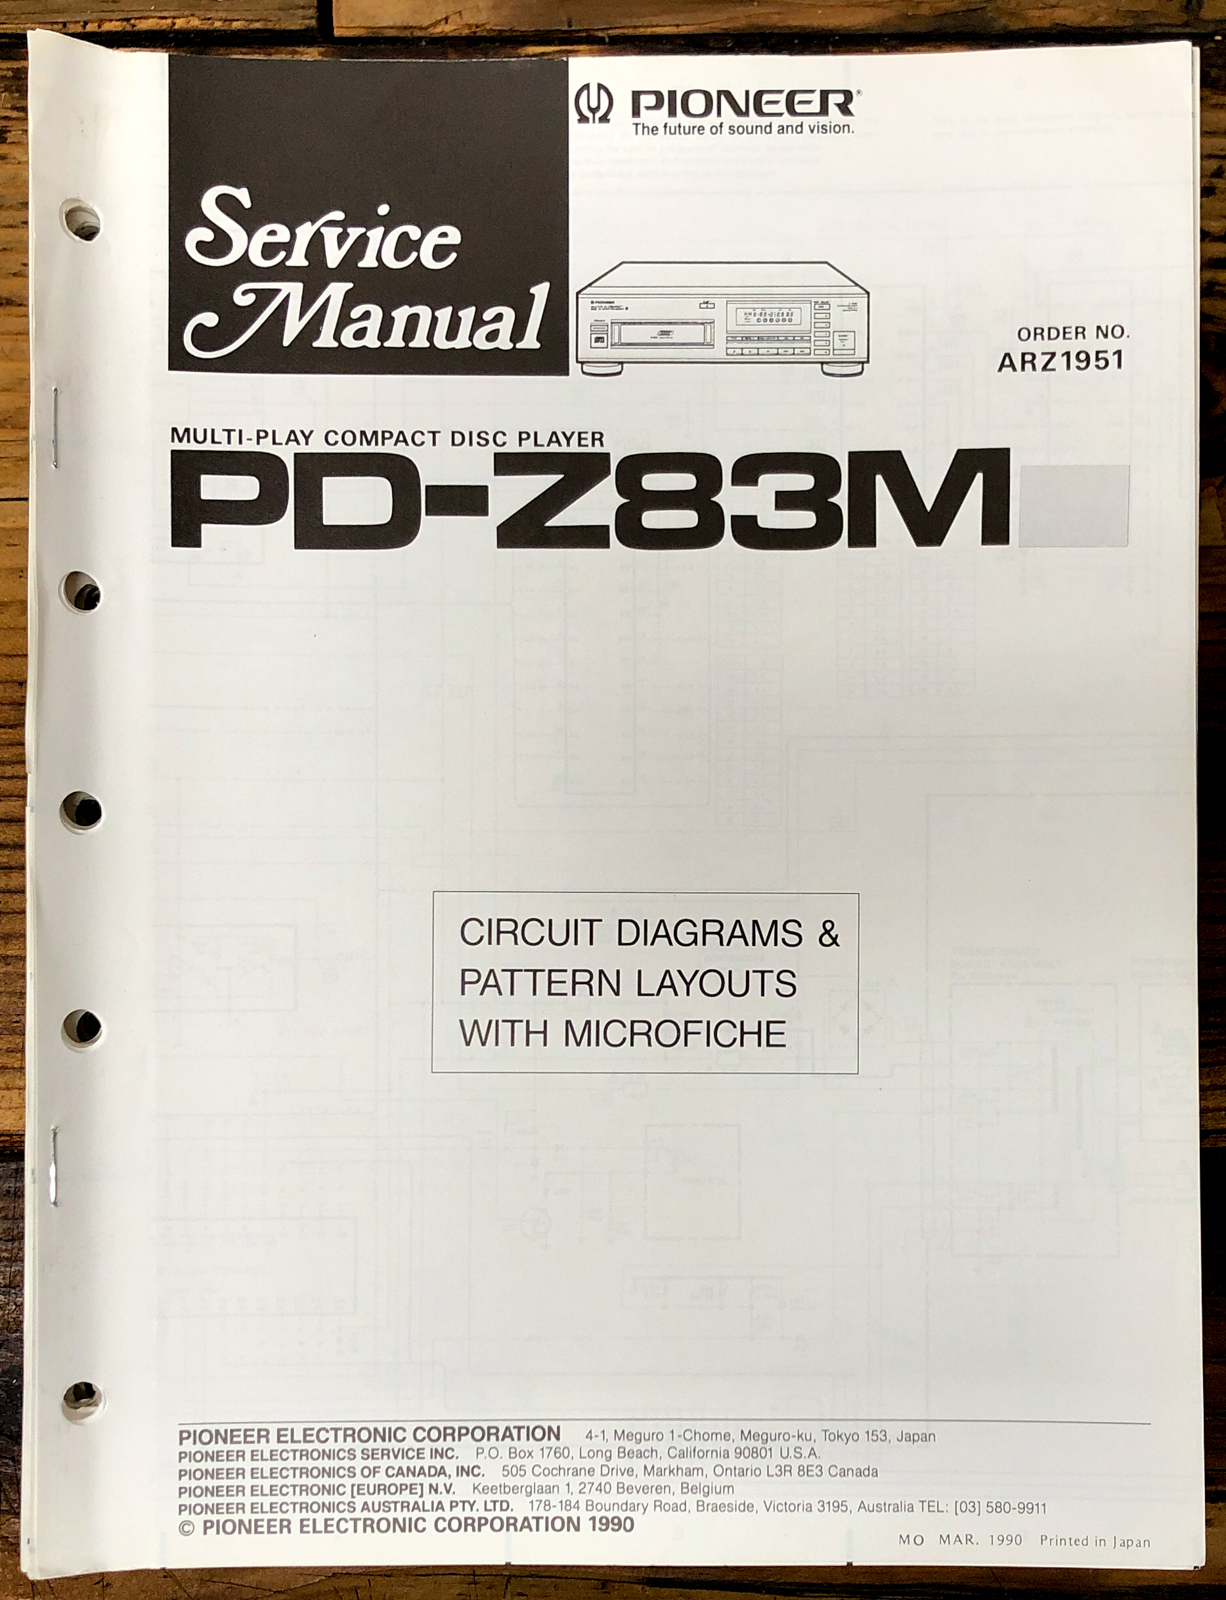 PIONEER®
The future of sound and vision.
Service
Manual
ORDER NO.
ARZ1951
MULTI-PLAY COMPACT DISC PLAYER
PD-Z83M
CIRCUIT DIAGRAMS &
PATTERN LAYOUTS
WITH MICROFICHE
PIONEER ELECTRONIC CORPORATION 4-1, Meguro 1-Chome, Meguro-ku, Tokyo 153, Japan
PIONEER ELECTRONICS SERVICE INC. P.O. Box 1760, Long Beach, California 90801 U.S.A.
PIONEER ELECTRONICS OF CANADA, INC. 505 Cochrane Drive, Markham, Ontario L3R 8E3 Canada
PIONEER ELECTRONIC [EUROPE] N.V. Keetberglaan 1, 2740 Beveren, Belgium
PIONEER ELECTRONICS AUSTRALIA PTY. LTD. 178-184 Boundary Road, Braeside, Victoria 3195, Australia TEL: [03] 580-9911
© PIONEER ELECTRONIC CORPORATION 1990
MO MAR. 1990 Printed in Japan